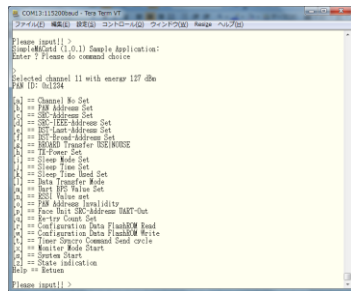 COM13:115200baud - Tera Term VT
ファイル(F) 編集(E) 設定(S) コントロール(O) ウィンドウ(W) Resize ヘルプ(H)
Please input!! >
SimpleMACstd (1.0.1) Sample Application:
Enter ? Please do command choice
>
Selected channel 11 with energy 127 dBm
PAN ID: 0x1234
[a] == Channel No Set
[b] == PAN Address Set
[c] == SRC-Address Set
[d] == SRC-IEEE-Address Set
[e] == DST-Last-Address Set
[f] == DST-Broad-Address Set
[g] == BROARD Transfer USE|NOUSE
[h] == TX-Power Set
[i] == Sleep Mode Set
[j] == Sleep Time Set
[k] == Sleep Time Used Set
[l] == Data Transfer Mode
[m] == Uart BPS Value Set
[n] == RSSI Value set
[o] == PAN Address Invalidity
[p] == Face Unit SRC-Address UART-Out
[q] == Re-try Count Set
[r] == Configuration Data FlashROM Read
[w] == Configuration Data FlashROM Write
[t] == Timer Syncro Command Send cycle
[x] == Moniter Mode Start
[s] == System Start
[z] == State indication
Help == Retuen
Please input!! >